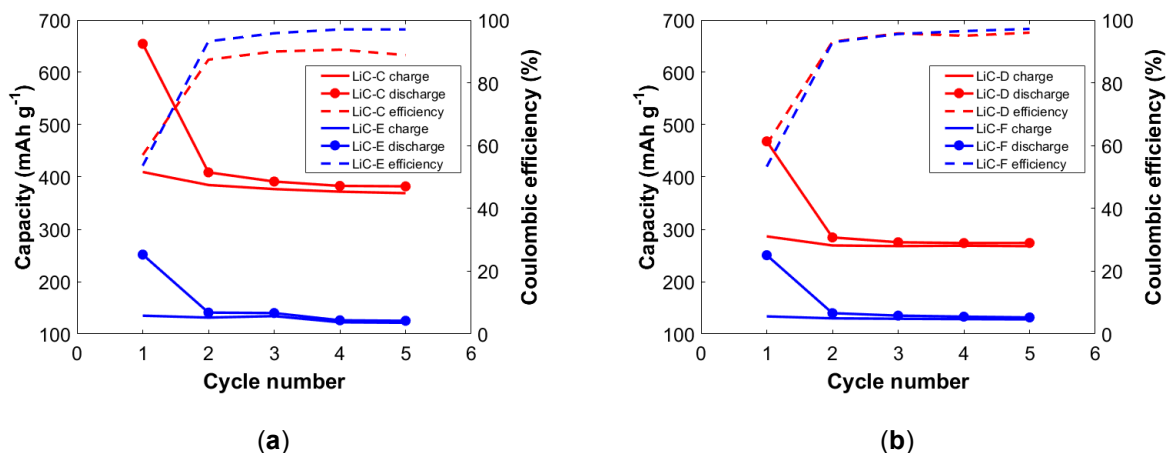 700
600
500
400
300
200
100
0
1
2
3
4
5
6
100
80
60
40
20
0
Capacity (mAh g⁻¹)
Coulombic efficiency (%)
Cycle number
LiC-C charge
LiC-C discharge
LiC-C efficiency
LiC-E charge
LiC-E discharge
LiC-E efficiency
(a)
700
600
500
400
300
200
100
0
1
2
3
4
5
6
100
80
60
40
20
0
Capacity (mAh g⁻¹)
Coulombic efficiency (%)
Cycle number
LiC-D charge
LiC-D discharge
LiC-D efficiency
LiC-F charge
LiC-F discharge
LiC-F efficiency
(b)